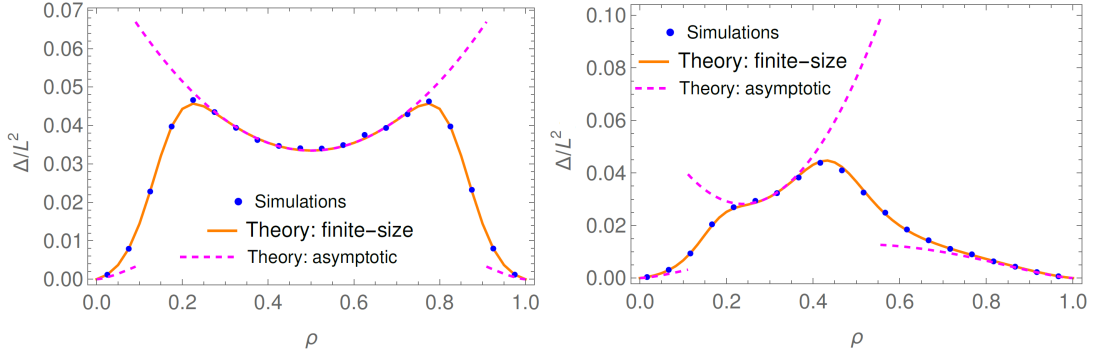 0.07
0.06
0.05
0.04
0.03
0.02
0.01
0.00
Δ/L²
Simulations
Theory: finite-size
Theory: asymptotic
0.0 0.2 0.4 0.6 0.8 1.0
ρ
0.10
0.08
0.06
0.04
0.02
0.00
Δ/L²
Simulations
Theory: finite-size
Theory: asymptotic
0.0 0.2 0.4 0.6 0.8 1.0
ρ